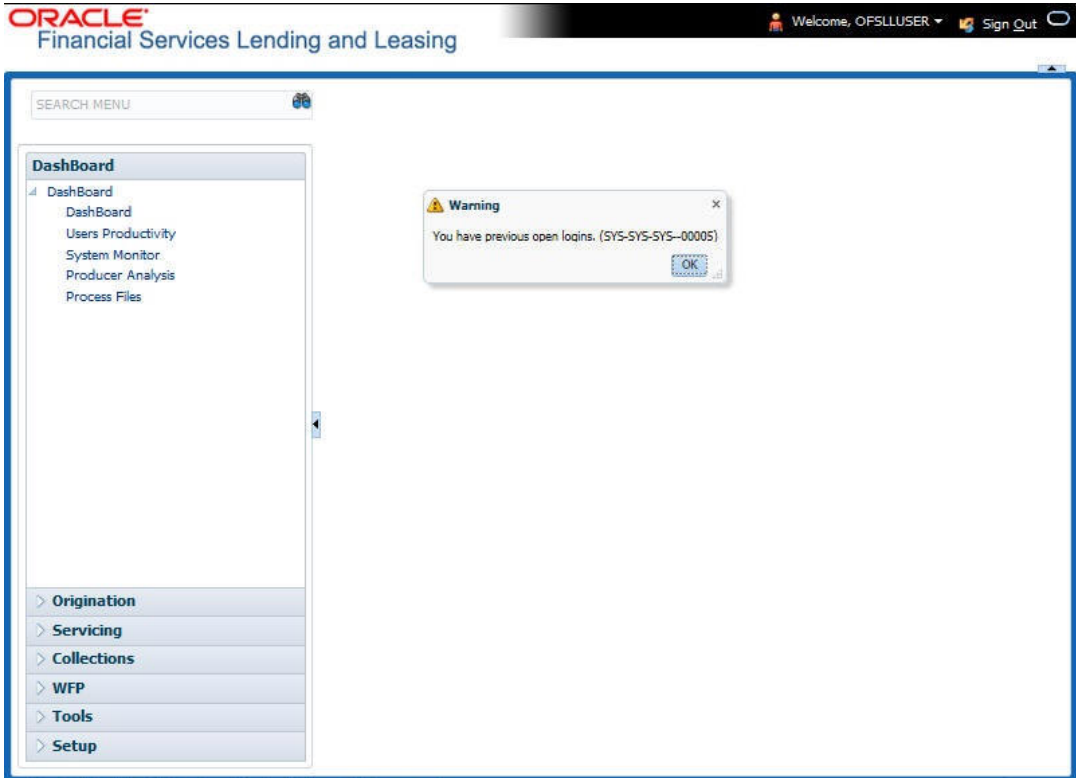 ORACLE
Financial Services Lending and Leasing
Welcome, OFSLLUSER
Sign Out
SEARCH MENU
DashBoard
DashBoard
DashBoard
Users Productivity
System Monitor
Producer Analysis
Process Files
Warning
You have previous open logins. (SYS-SYS-SYS--00005)
OK
Origination
Servicing
Collections
WFP
Tools
Setup